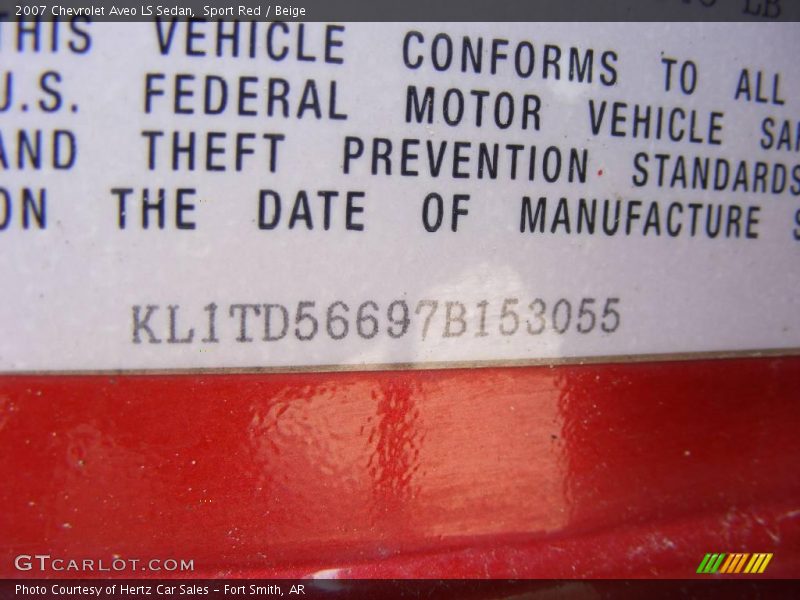 2007 Chevrolet Aveo LS Sedan, Sport Red / Beige
LB
THIS VEHICLE CONFORMS TO ALL
U.S. FEDERAL MOTOR VEHICLE SA
AND THEFT PREVENTION STANDARDS
ON THE DATE OF MANUFACTURE S
KL1TD56697B153055
GTCARLOT.COM
Photo Courtesy of Hertz Car Sales - Fort Smith, AR